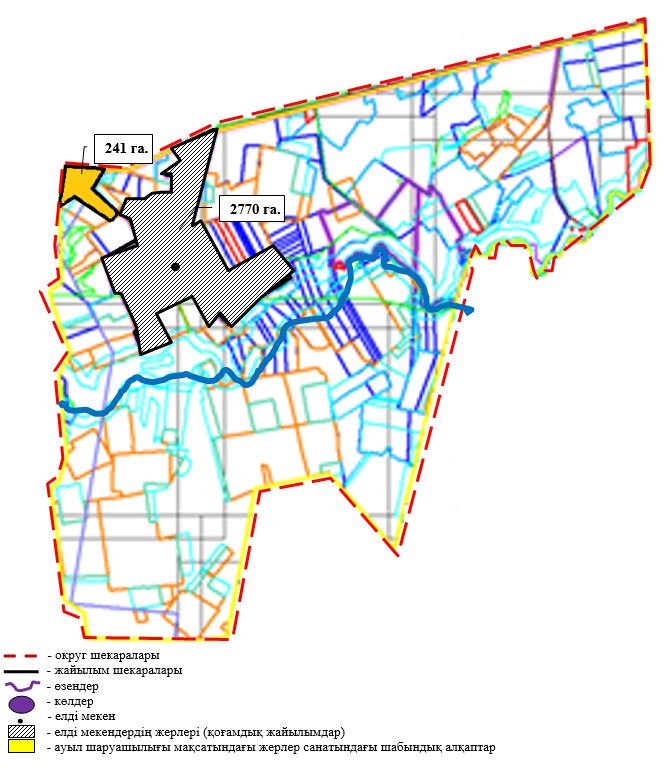 241 га.
2770 га.
- округ шекаралары
- жайылым шекаралары
- өзендер
- көлдер
- елді мекен
- елді мекендердің жерлері (қоғамдық жайылымдар)
- ауыл шаруашылығы мақсатындағы жерлер санатындағы шабындық алқаптар